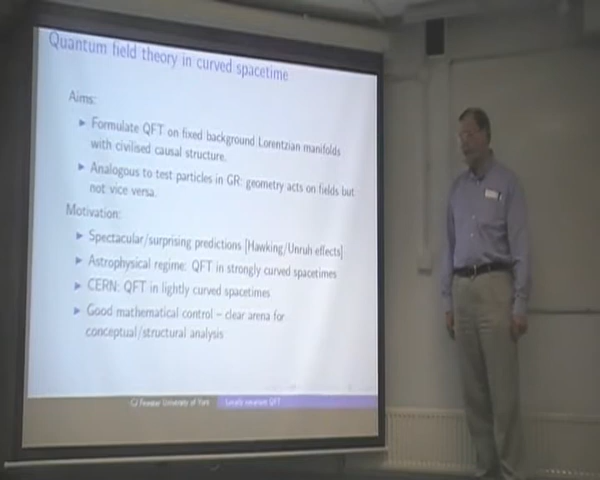 Quantum field theory in curved spacetime
Aims:
▶ Formulate QFT on fixed background Lorentzian manifolds
with civilised causal structure.
▶ Analogous to test particles in GR: geometry acts on fields but
not vice versa.
Motivation:
▶ Spectacular/surprising predictions [Hawking/Unruh effects]
▶ Astrophysical regime: QFT in strongly curved spacetimes
▶ CERN: QFT in lightly curved spacetimes
▶ Good mathematical control – clear arena for
conceptual/structural analysis
CJ Fewster University of York Locally covariant QFT